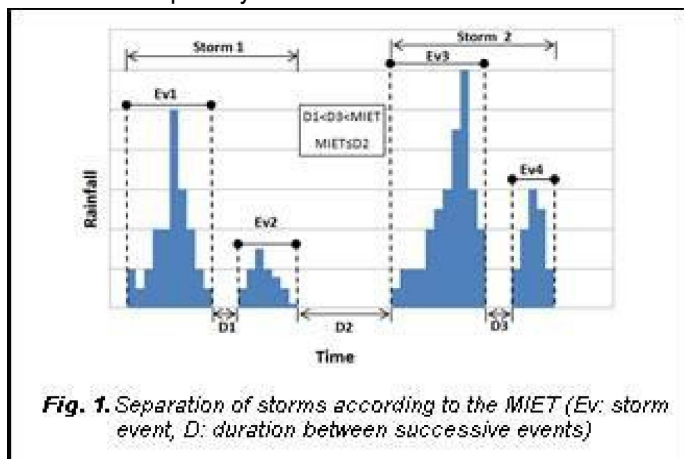 Storm 1
Storm 2
Ev3
Ev1
D1<D3<MIET
MIET≤D2
Ev4
Ev2
Rainfall
D1
D2
D3
Time
Fig. 1. Separation of storms according to the MIET (Ev: storm
event, D: duration between successive events)